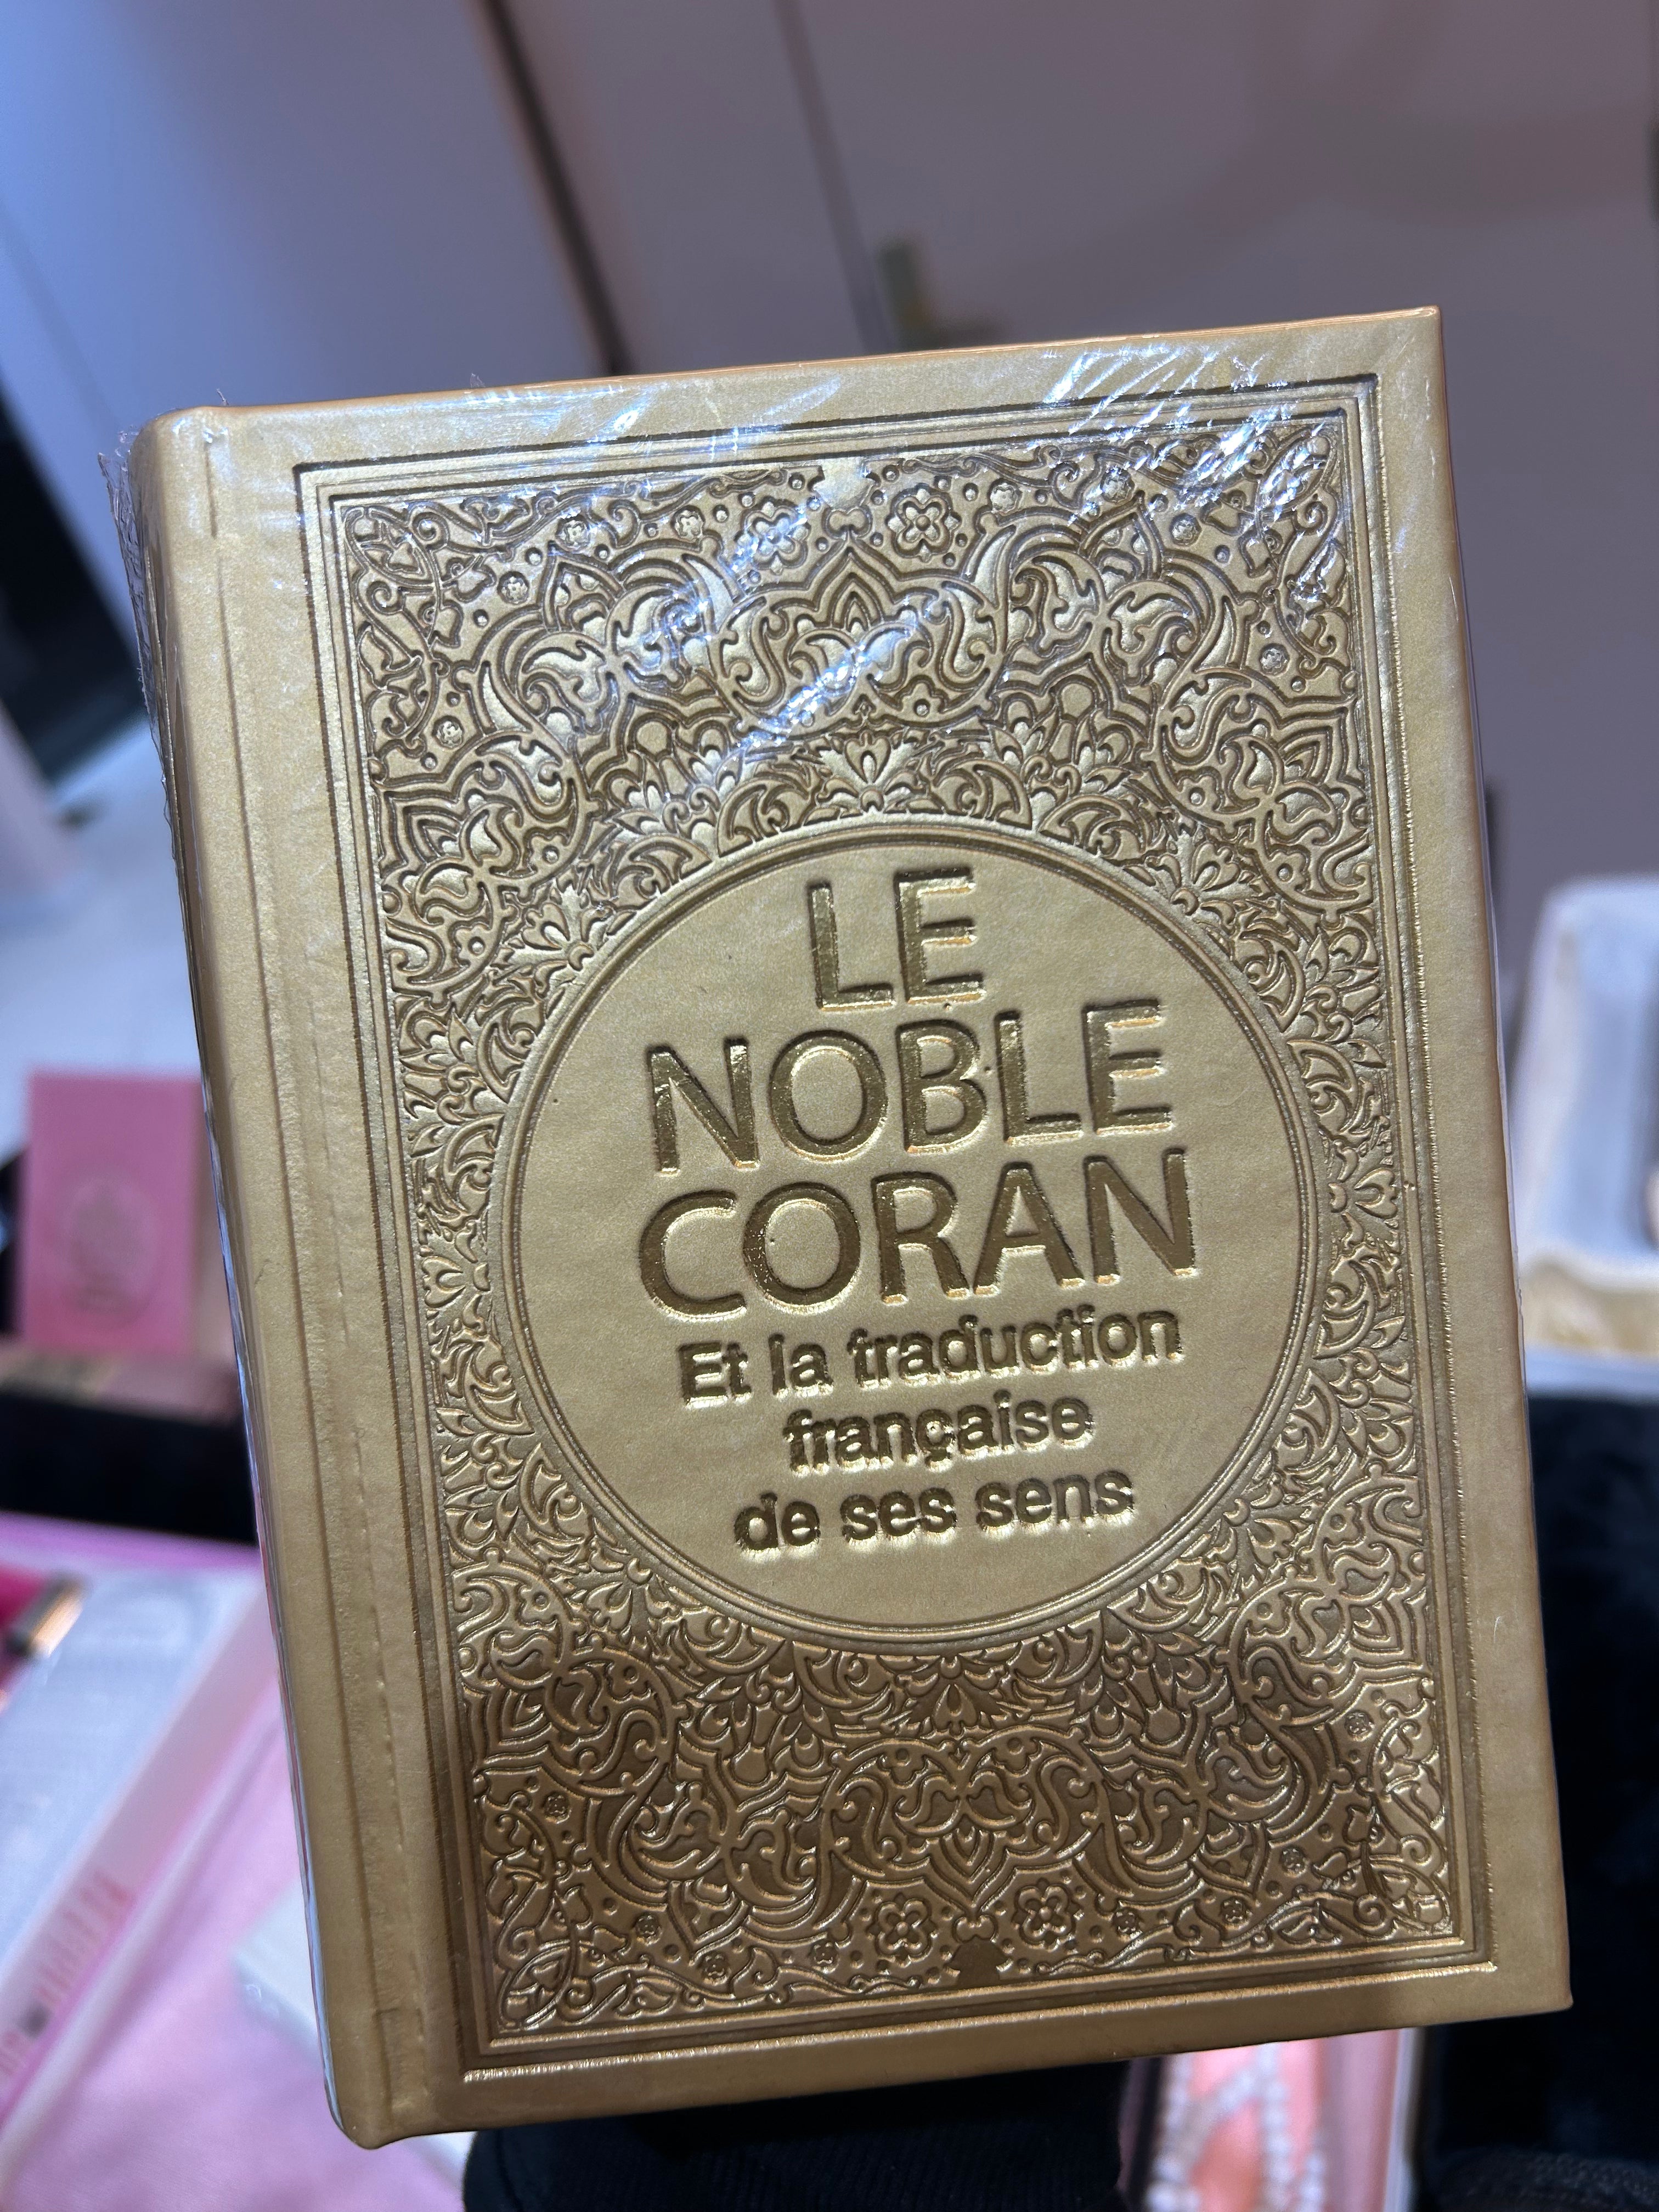 LE
NOBLE
CORAN
Et la traduction
française
de ses sens